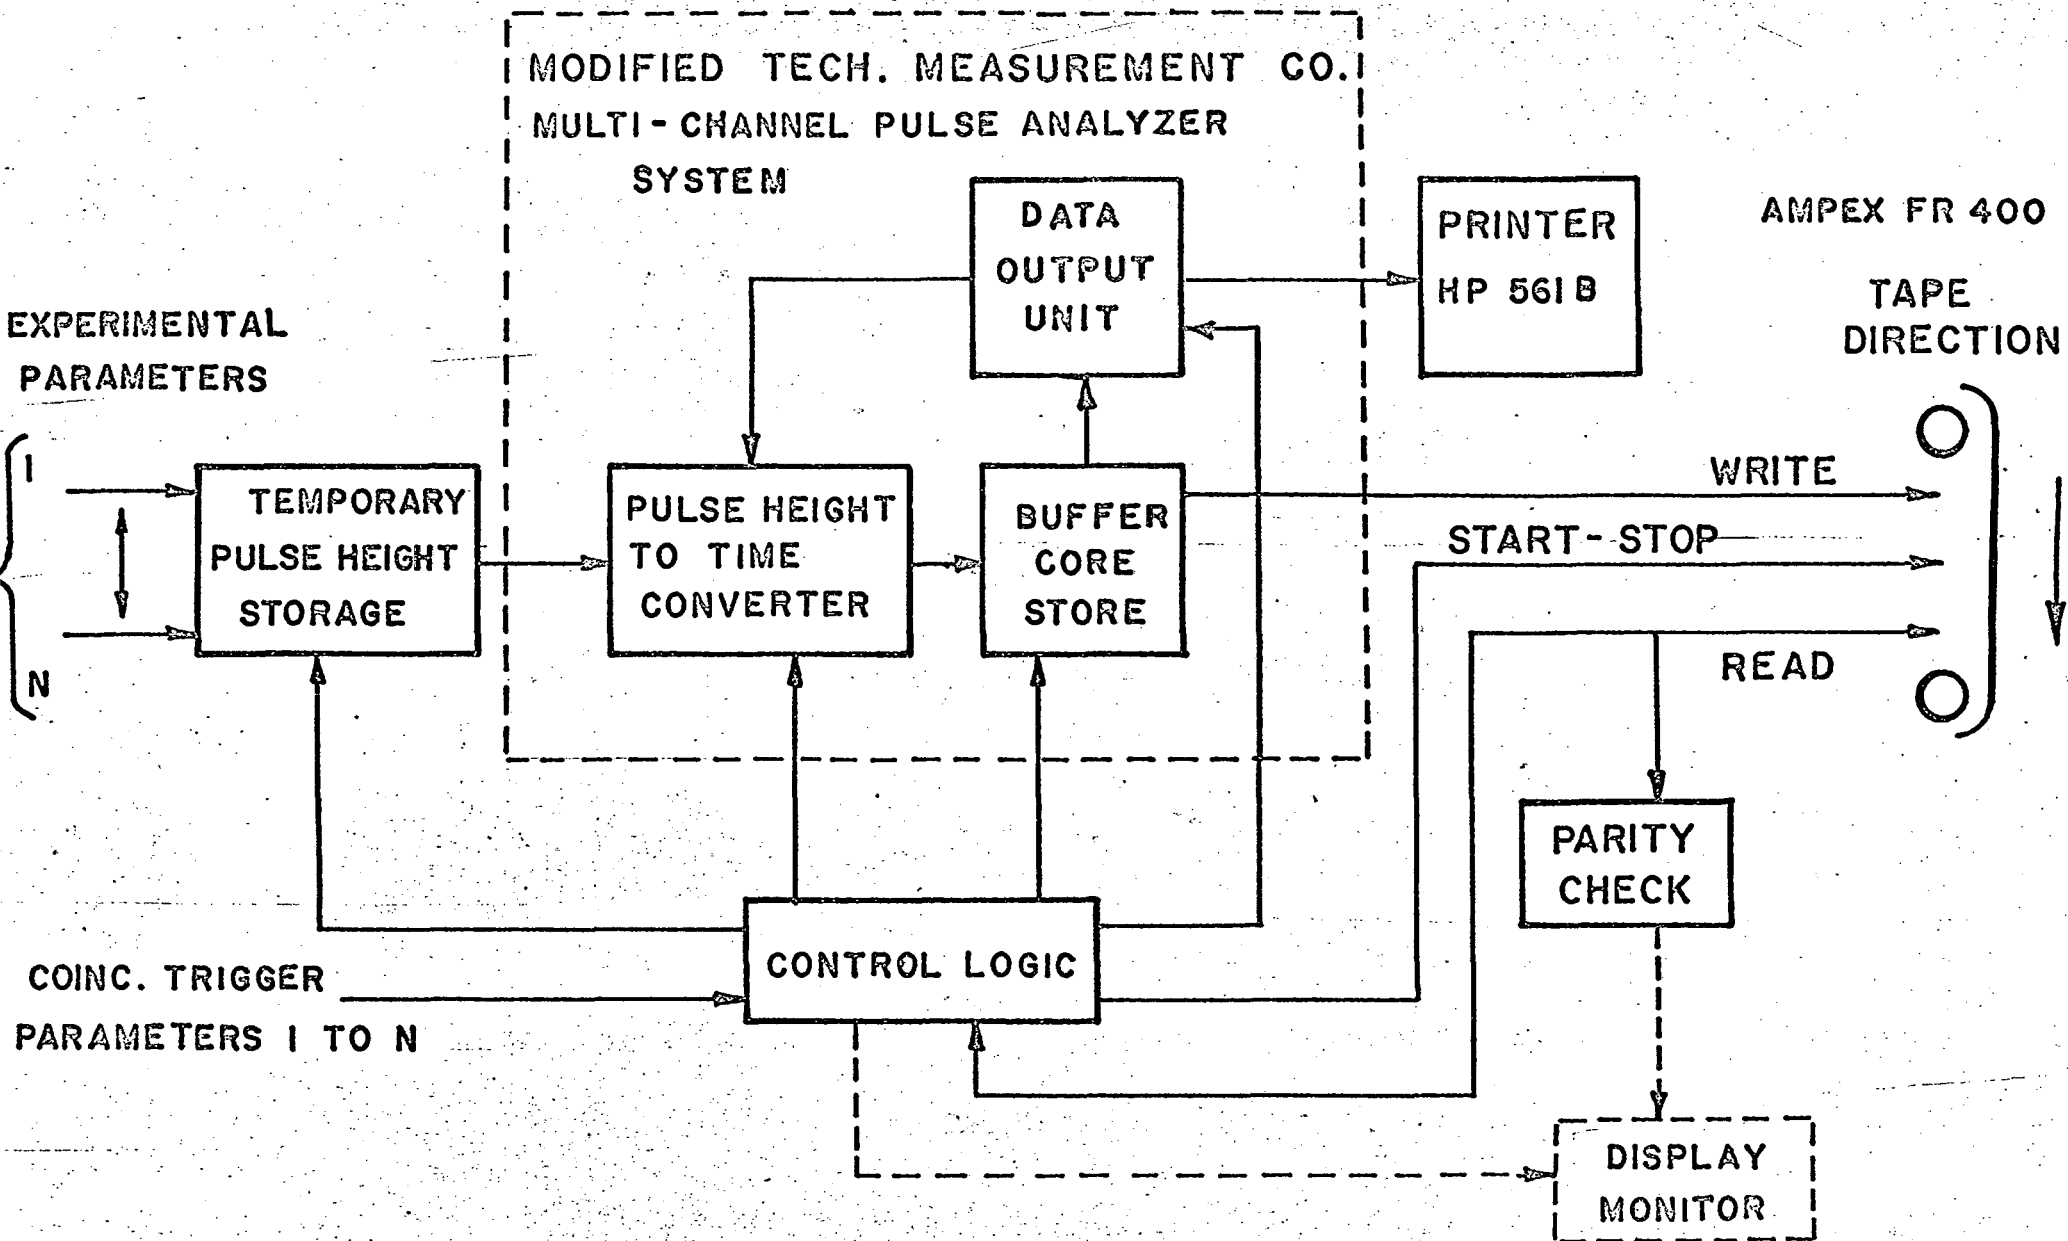 MODIFIED TECH. MEASUREMENT CO.
MULTI-CHANNEL PULSE ANALYZER
SYSTEM
DATA
OUTPUT
UNIT
PRINTER
HP 561B
AMPEX FR 400
TAPE
DIRECTION
EXPERIMENTAL
PARAMETERS
1
N
TEMPORARY
PULSE HEIGHT
STORAGE
PULSE HEIGHT
TO TIME
CONVERTER
BUFFER
CORE
STORE
WRITE
START-STOP
READ
PARITY
CHECK
CONTROL LOGIC
COINC. TRIGGER
PARAMETERS 1 TO N
DISPLAY
MONITOR